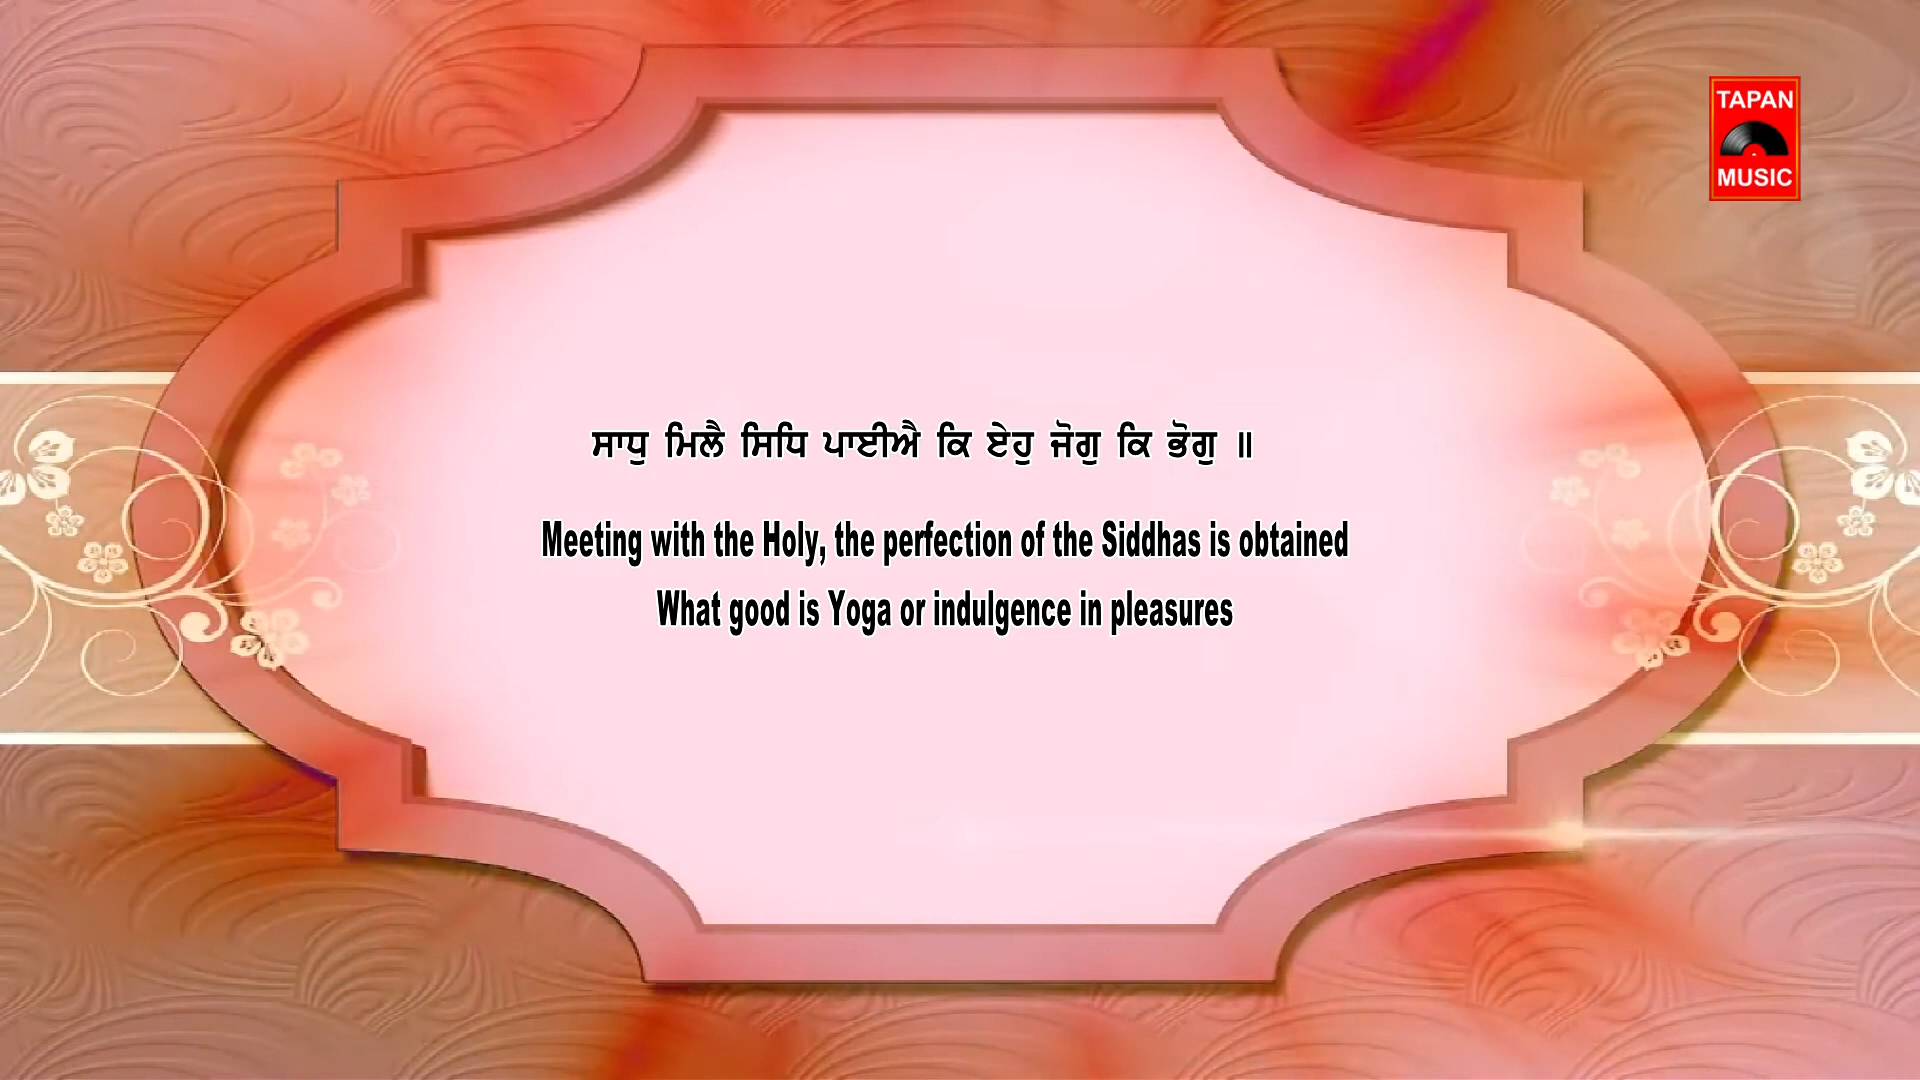 TAPAN
MUSIC
ਸਾਧੁ ਮਿਲੈ ਸਿਧਿ ਪਾਈਐ ਕਿ ਏਹੁ ਜੋਗੁ ਕਿ ਭੋਗੁ ॥
Meeting with the Holy, the perfection of the Siddhas is obtained
What good is Yoga or indulgence in pleasures